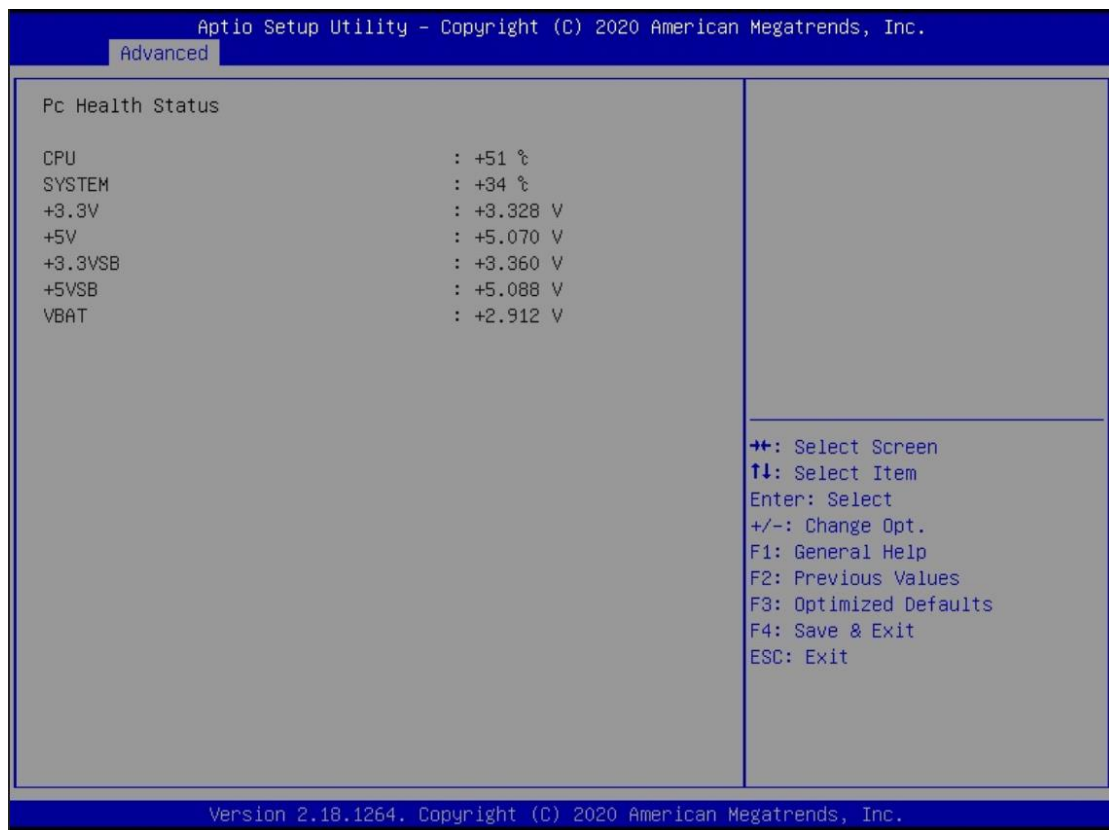 Aptio Setup Utility – Copyright (C) 2020 American Megatrends, Inc.
Advanced
Pc Health Status
CPU : +51 ℃
SYSTEM : +34 ℃
+3.3V : +3.328 V
+5V : +5.070 V
+3.3VSB : +3.360 V
+5VSB : +5.088 V
VBAT : +2.912 V
→←: Select Screen
↑↓: Select Item
Enter: Select
+/-: Change Opt.
F1: General Help
F2: Previous Values
F3: Optimized Defaults
F4: Save & Exit
ESC: Exit
Version 2.18.1264. Copyright (C) 2020 American Megatrends, Inc.